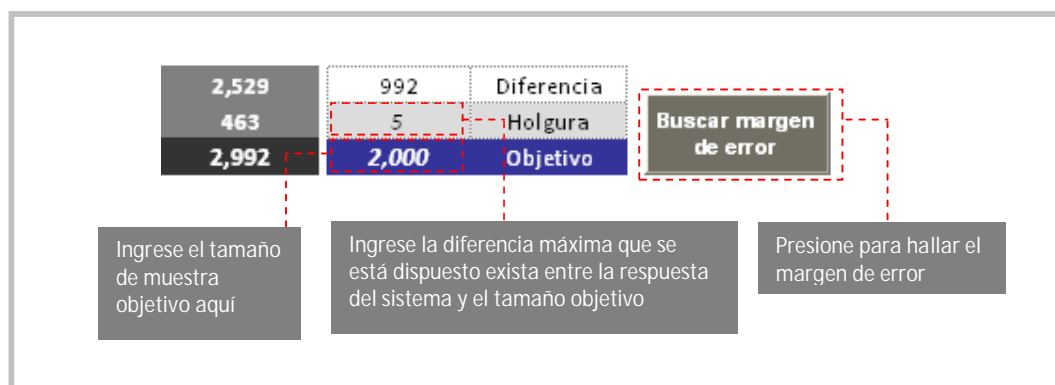 2,529 992 Diferencia
463 5 Holgura
2,992 2,000 Objetivo
Buscar margen
de error
Ingrese el tamaño
de muestra
objetivo aquí
Ingrese la diferencia máxima que se
está dispuesto exista entre la respuesta
del sistema y el tamaño objetivo
Presione para hallar el
margen de error